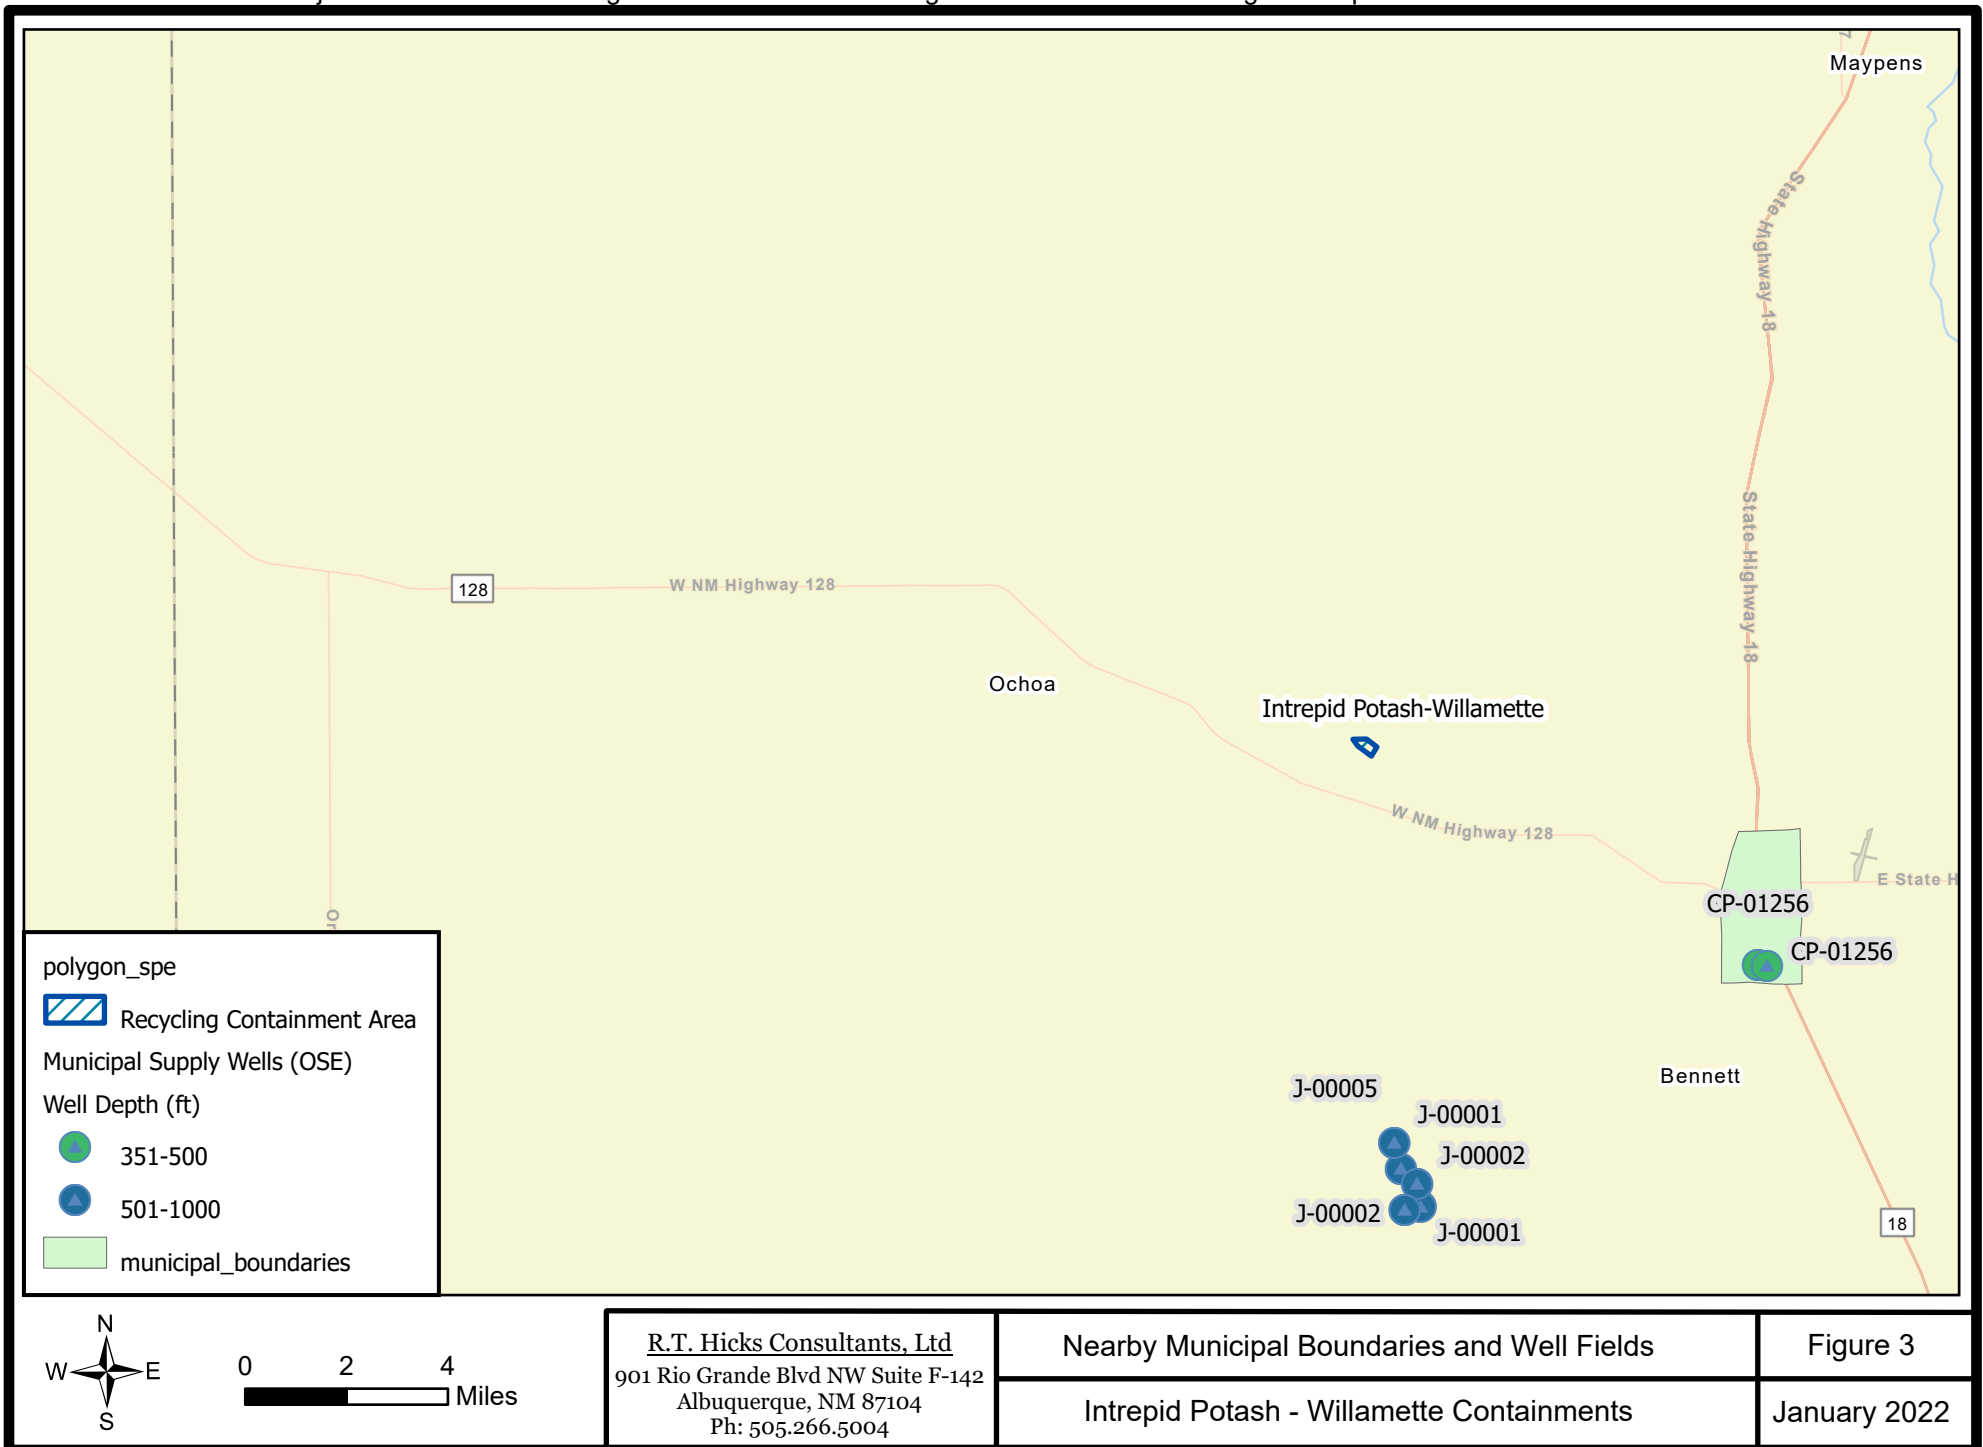 Maypens
State Highway 18
State Highway 18
128
W NM Highway 128
Ochoa
Intrepid Potash-Willamette
W NM Highway 128
E State H
CP-01256
CP-01256
Or
Bennett
J-00005
J-00001
J-00002
J-00002
J-00001
18
polygon_spe
Recycling Containment Area
Municipal Supply Wells (OSE)
Well Depth (ft)
351-500
501-1000
municipal_boundaries
N
W E
S
0 2 4
Miles
R.T. Hicks Consultants, Ltd
901 Rio Grande Blvd NW Suite F-142
Albuquerque, NM 87104
Ph: 505.266.5004
Nearby Municipal Boundaries and Well Fields
Intrepid Potash - Willamette Containments
Figure 3
January 2022